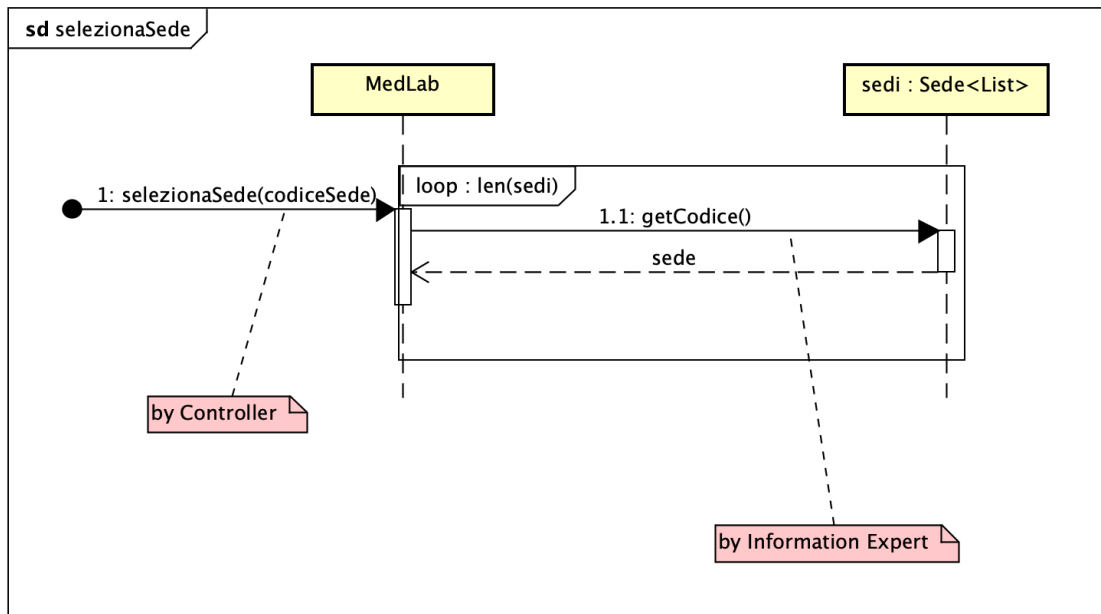 sd selezionaSede
MedLab
sedi : Sede<List>
loop : len(sedi)
1: selezionaSede(codiceSede)
1.1: getCodice()
sede
by Controller
by Information Expert